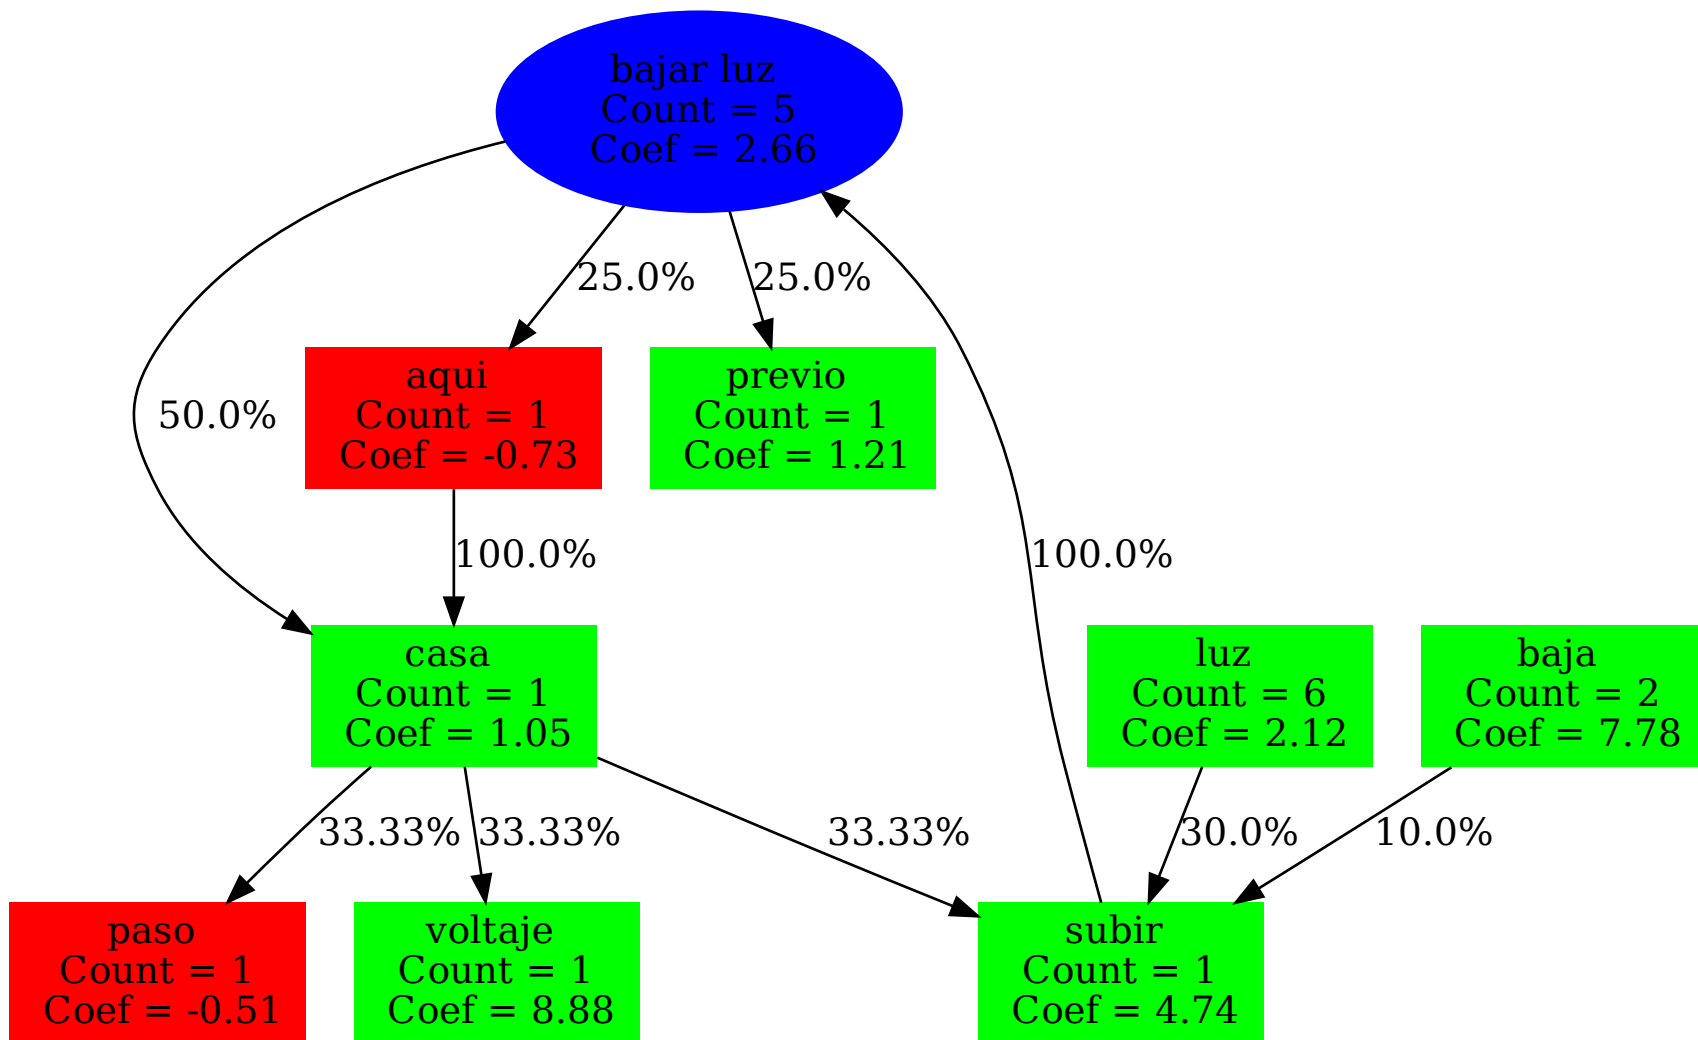 bajar luz
Count = 5
Coef = 2.66
25.0%
25.0%
aqui
Count = 1
Coef = -0.73
previo
Count = 1
Coef = 1.21
50.0%
100.0%
100.0%
casa
Count = 1
Coef = 1.05
luz
Count = 6
Coef = 2.12
baja
Count = 2
Coef = 7.78
33.33%
33.33%
33.33%
30.0%
10.0%
paso
Count = 1
Coef = -0.51
voltaje
Count = 1
Coef = 8.88
subir
Count = 1
Coef = 4.74